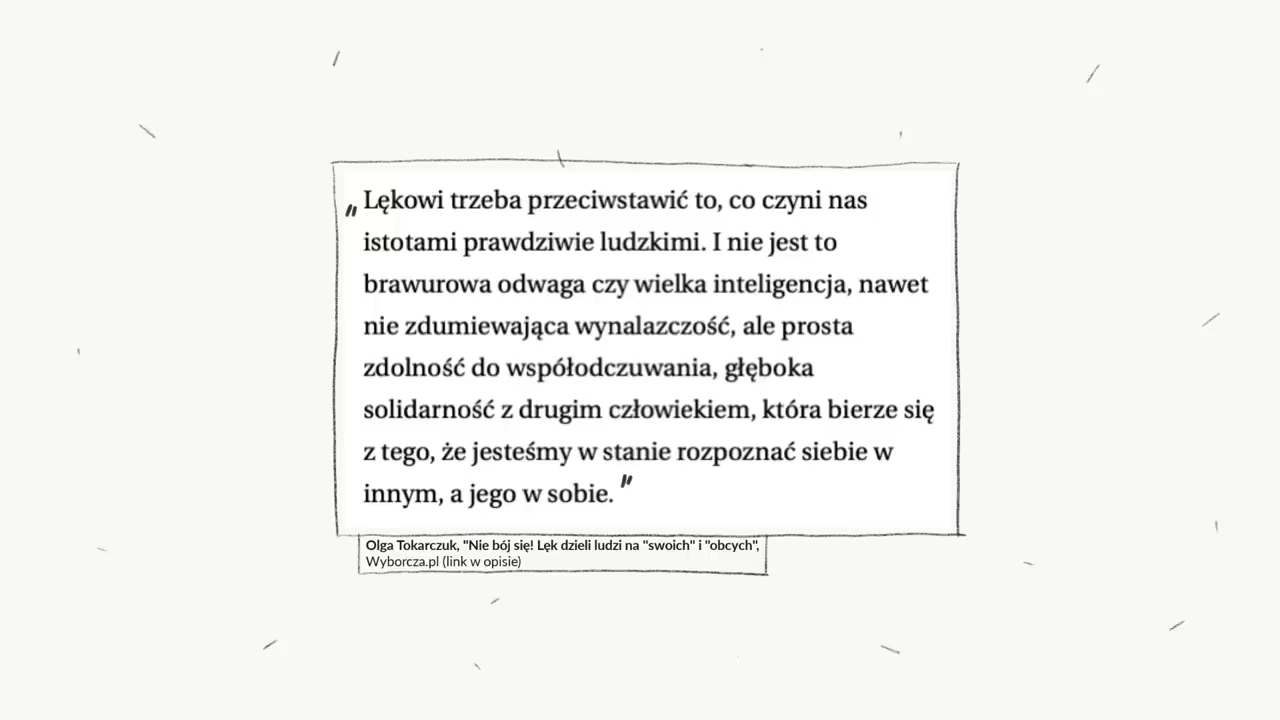 „Lękowi trzeba przeciwstawić to, co czyni nas
istotami prawdziwie ludzkimi. I nie jest to
brawurowa odwaga czy wielka inteligencja, nawet
nie zdumiewająca wynalazczość, ale prosta
zdolność do współodczuwania, głęboka
solidarność z drugim człowiekiem, która bierze się
z tego, że jesteśmy w stanie rozpoznać siebie w
innym, a jego w sobie.”
Olga Tokarczuk, "Nie bój się! Lęk dzieli ludzi na "swoich" i "obcych",
Wyborcza.pl (link w opisie)